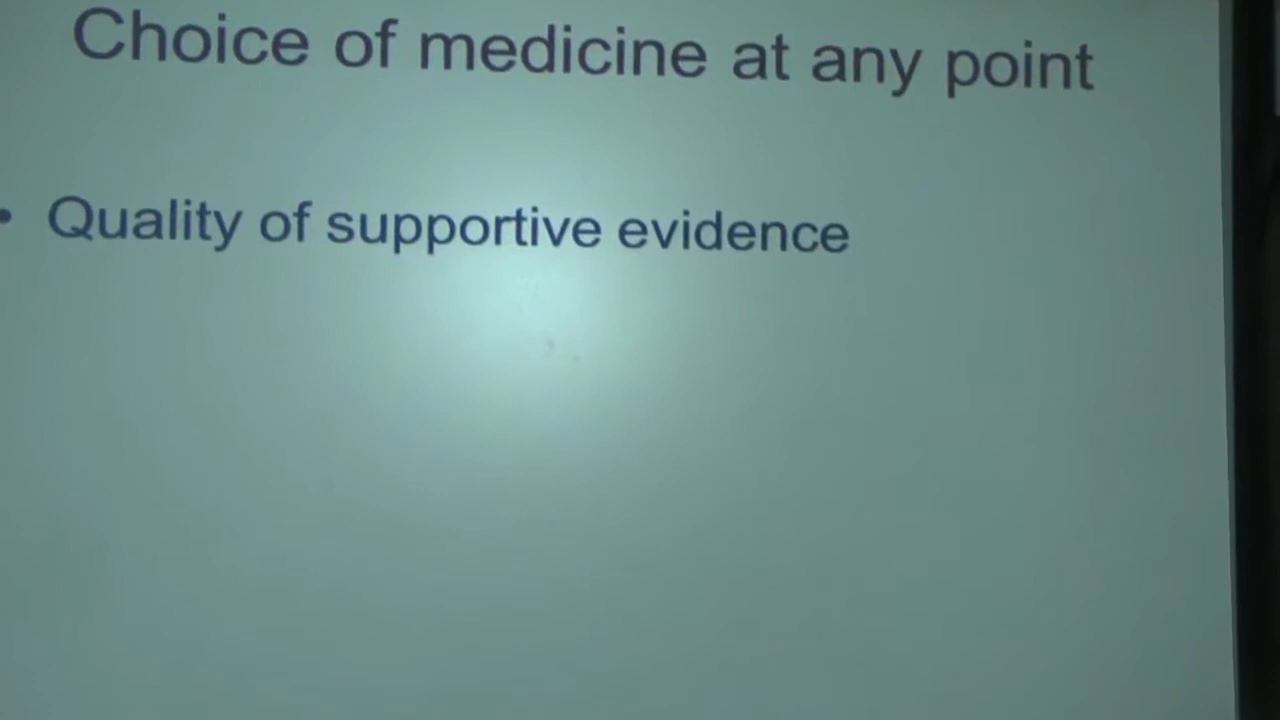 Choice of medicine at any point
• Quality of supportive evidence